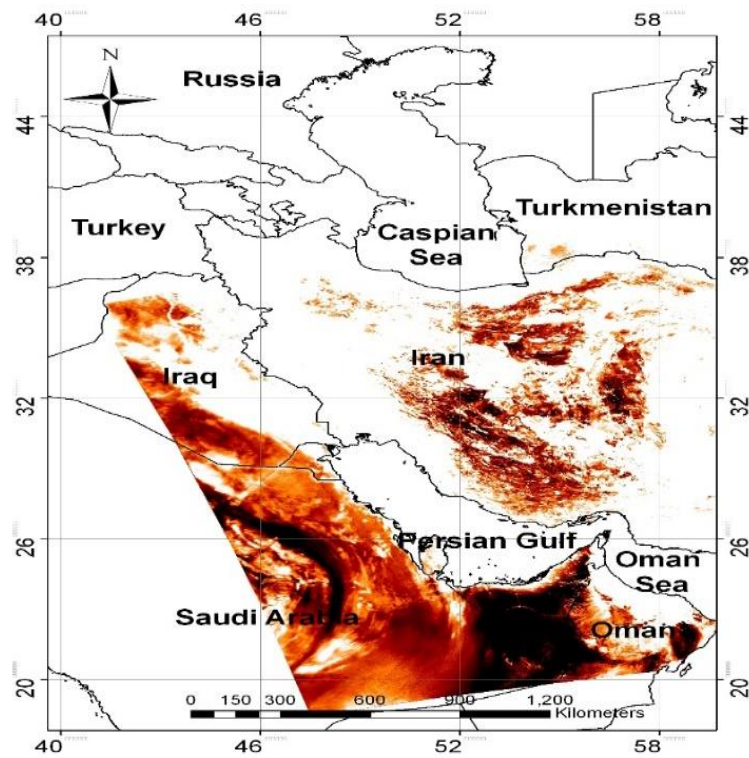 40 46 52 58
N
Russia
44
44
Turkey
Turkmenistan
Caspian
Sea
38
38
Iran
Iraq
32
32
Persian Gulf
26
26
Oman
Sea
Saudi Arabia
Oman
20
20
0 150 300 600 900 1,200
Kilometers
40 46 52 58